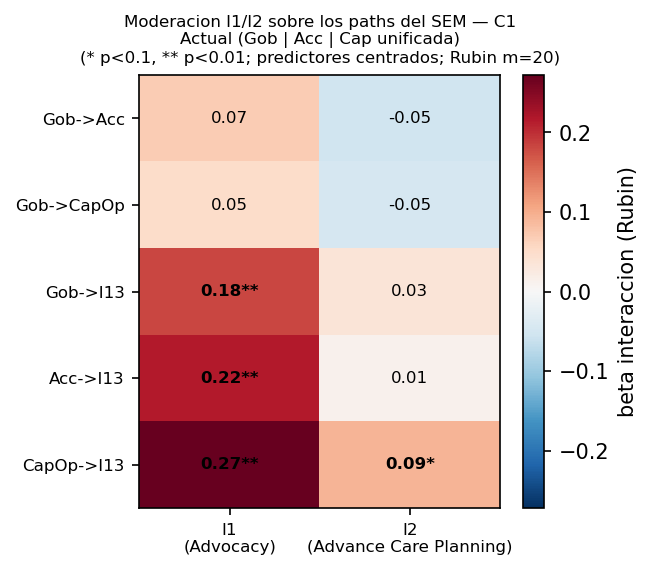 Moderacion I1/I2 sobre los paths del SEM — C1
Actual (Gob | Acc | Cap unificada)
(* p<0.1, ** p<0.01; predictores centrados; Rubin m=20)
Gob->Acc
0.07
-0.05
Gob->CapOp
0.05
-0.05
Gob->I13
0.18**
0.03
Acc->I13
0.22**
0.01
CapOp->I13
0.27**
0.09*
I1
(Advocacy)
I2
(Advance Care Planning)
0.2
0.1
0.0
−0.1
−0.2
beta interaccion (Rubin)